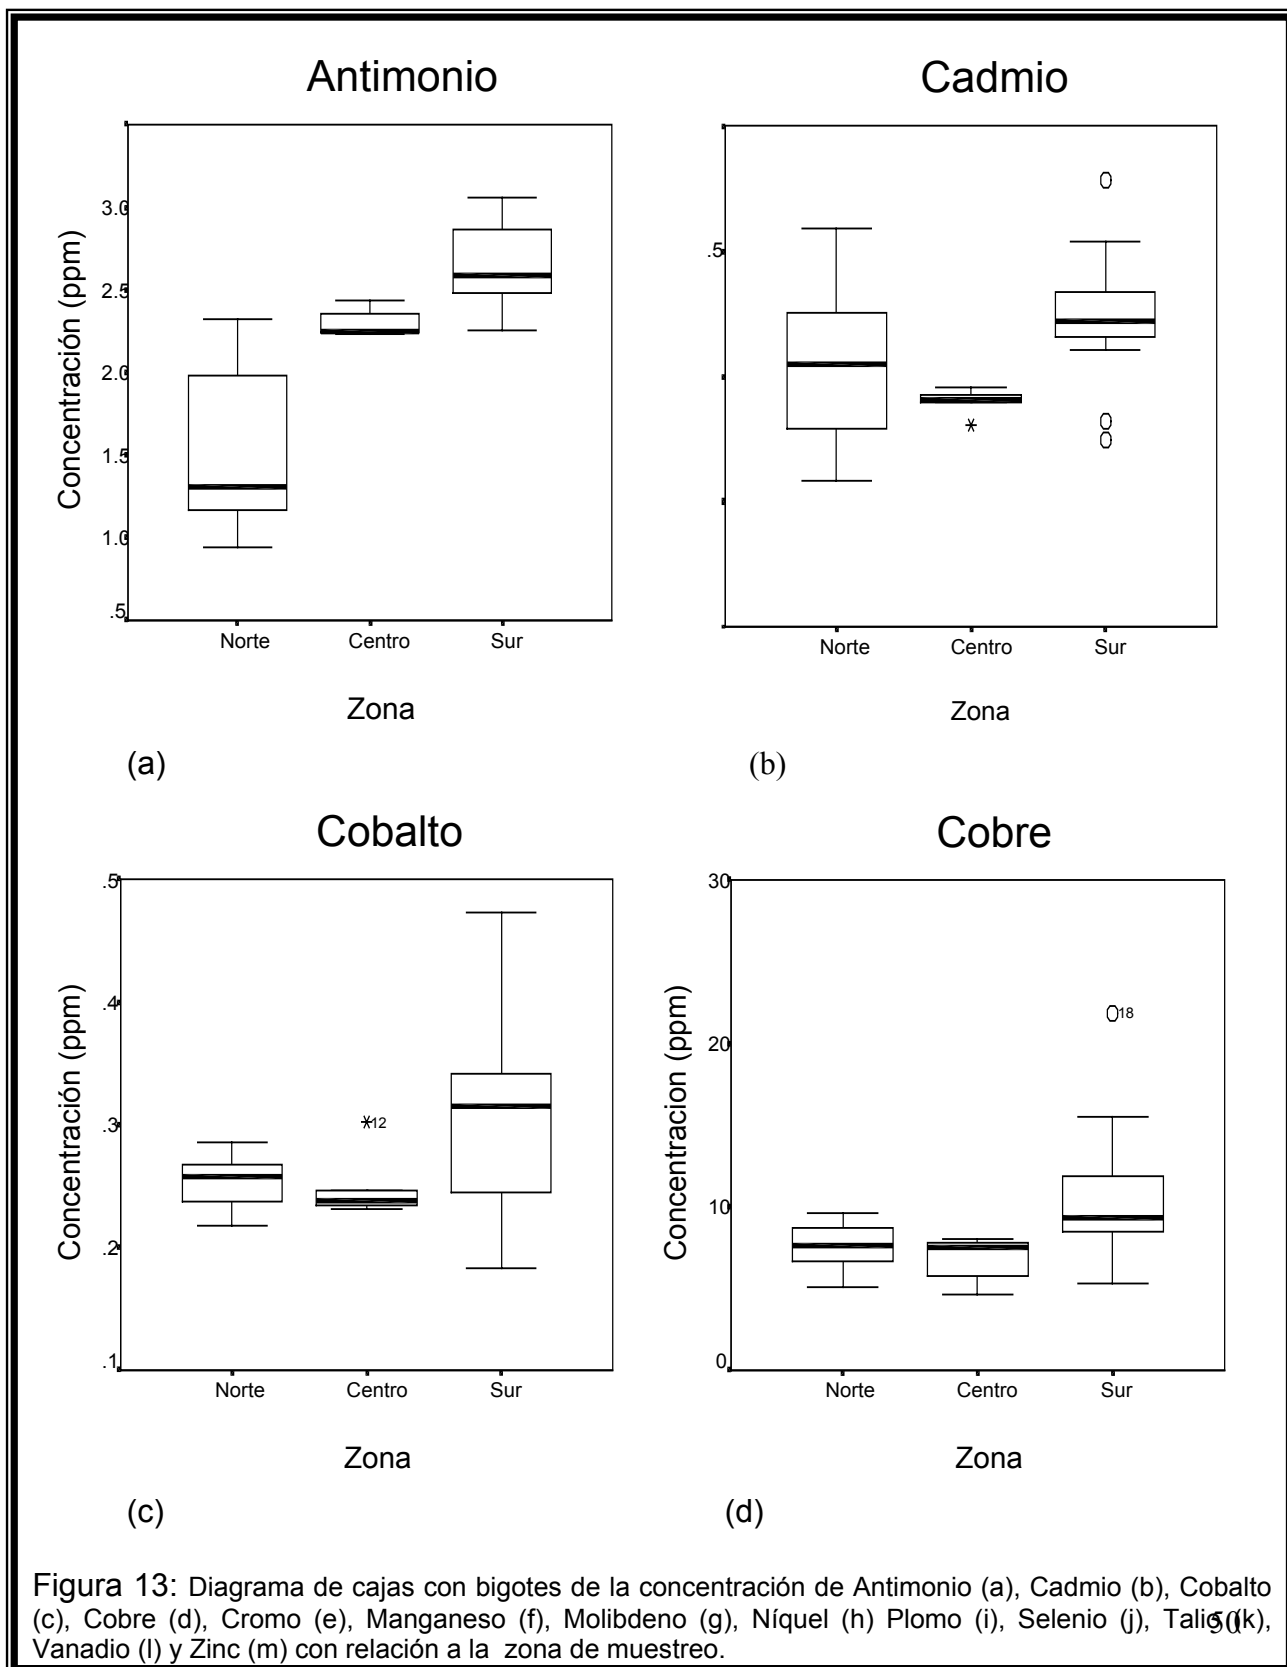 Antimonio
Concentración (ppm)
3.0
2.5
2.0
1.5
1.0
.5
Norte Centro Sur
Zona
(a)
Cadmio
.5
Norte Centro Sur
Zona
(b)
Cobalto
Concentración (ppm)
.5
.4
.3
.2
.1
12
Norte Centro Sur
Zona
(c)
Cobre
Concentracion (ppm)
30
20
10
0
18
Norte Centro Sur
Zona
(d)
Figura 13: Diagrama de cajas con bigotes de la concentración de Antimonio (a), Cadmio (b), Cobalto
(c), Cobre (d), Cromo (e), Manganeso (f), Molibdeno (g), Níquel (h) Plomo (i), Selenio (j), Talio (k),
Vanadio (l) y Zinc (m) con relación a la zona de muestreo.
50